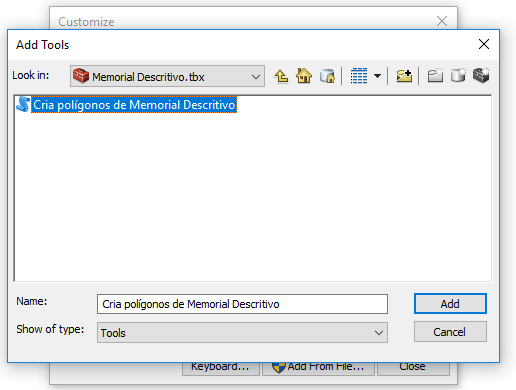 Customize
Add Tools
Look in: Memorial Descritivo.tbx
Cria polígonos de Memorial Descritivo
Name: Cria polígonos de Memorial Descritivo Add
Show of type: Tools Cancel
Keyboard... Add From File... Close